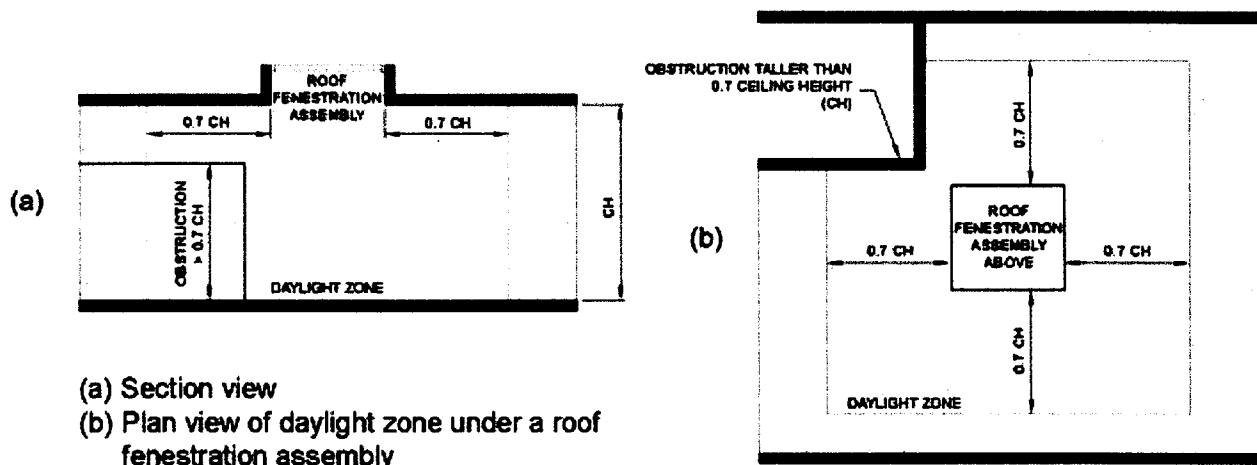 (a)
ROOF
FENESTRATION
ASSEMBLY
0.7 CH
0.7 CH
OBSTRUCTION
> 0.7 CH
CH
DAYLIGHT ZONE
(a) Section view
(b) Plan view of daylight zone under a roof
fenestration assembly
(b)
OBSTRUCTION TALLER THAN
0.7 CEILING HEIGHT
(CH)
0.7 CH
ROOF
FENESTRATION
ASSEMBLY
ABOVE
0.7 CH
0.7 CH
0.7 CH
DAYLIGHT ZONE